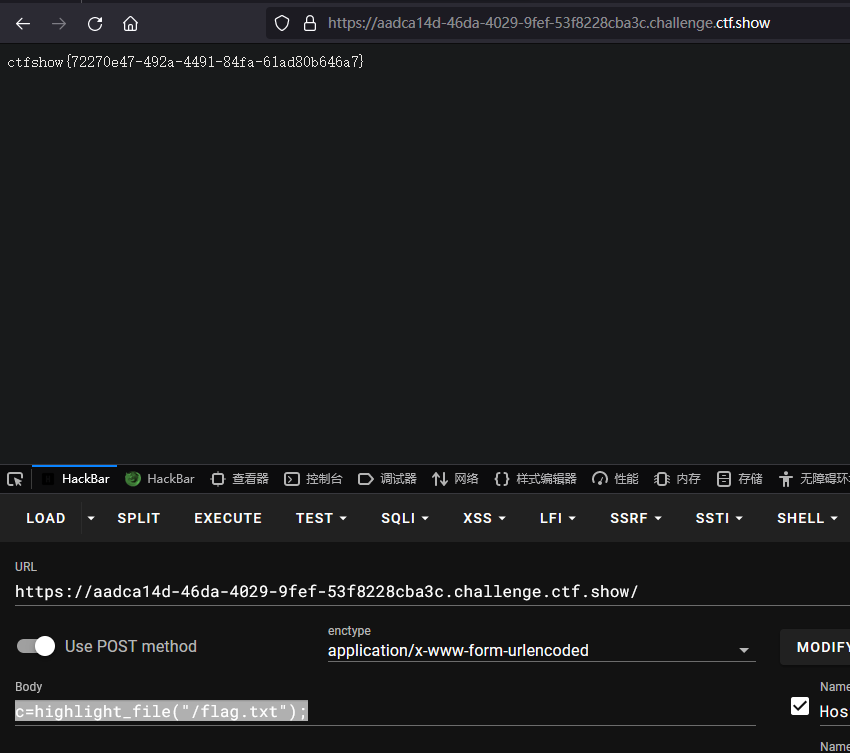 https://aadca14d-46da-4029-9fef-53f8228cba3c.challenge.ctf.show
ctfshow{72270e47-492a-4491-84fa-61ad80b646a7}
HackBar HackBar 查看器 控制台 调试器 网络 样式编辑器 性能 内存 存储 无障碍环
LOAD SPLIT EXECUTE TEST SQLI XSS LFI SSRF SSTI SHELL
URL
https://aadca14d-46da-4029-9fef-53f8228cba3c.challenge.ctf.show/
Use POST method
enctype
application/x-www-form-urlencoded
MODIFY
Body
c=highlight_file("/flag.txt");
Name
Hos
Name